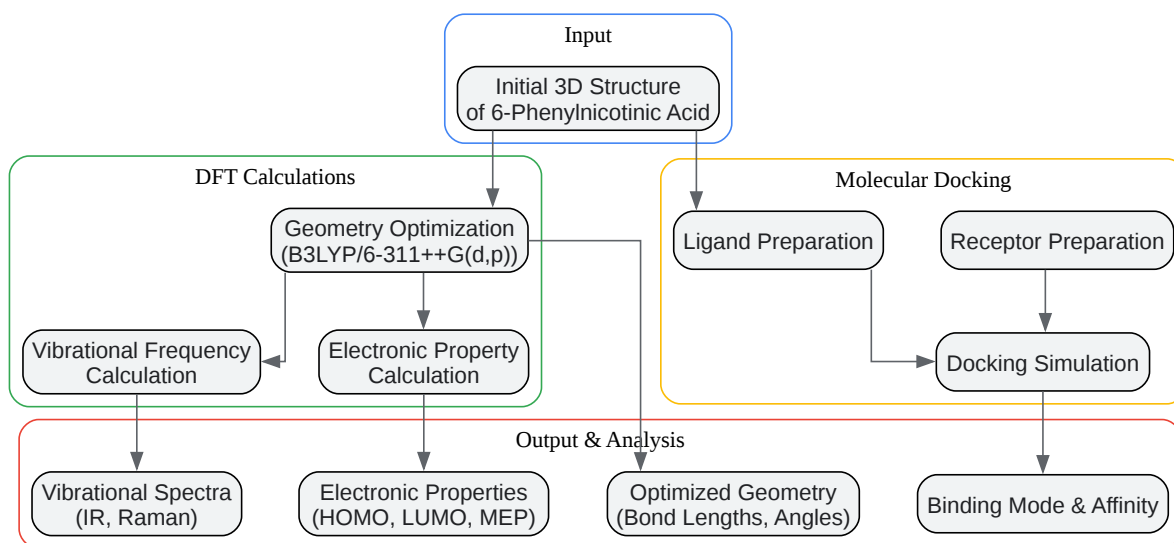 Input
Initial 3D Structure
of 6-Phenylnicotinic Acid
DFT Calculations
Geometry Optimization
(B3LYP/6-311++G(d,p))
Vibrational Frequency
Calculation
Electronic Property
Calculation
Molecular Docking
Ligand Preparation
Receptor Preparation
Docking Simulation
Output & Analysis
Vibrational Spectra
(IR, Raman)
Electronic Properties
(HOMO, LUMO, MEP)
Optimized Geometry
(Bond Lengths, Angles)
Binding Mode & Affinity